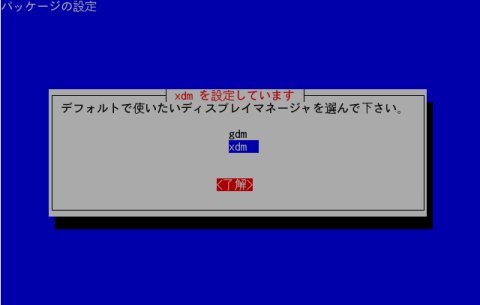 パッケージの設定
xdm を設定しています
デフォルトで使いたいディスプレイマネージャを選んで下さい。
gdm
xdm
<了解>